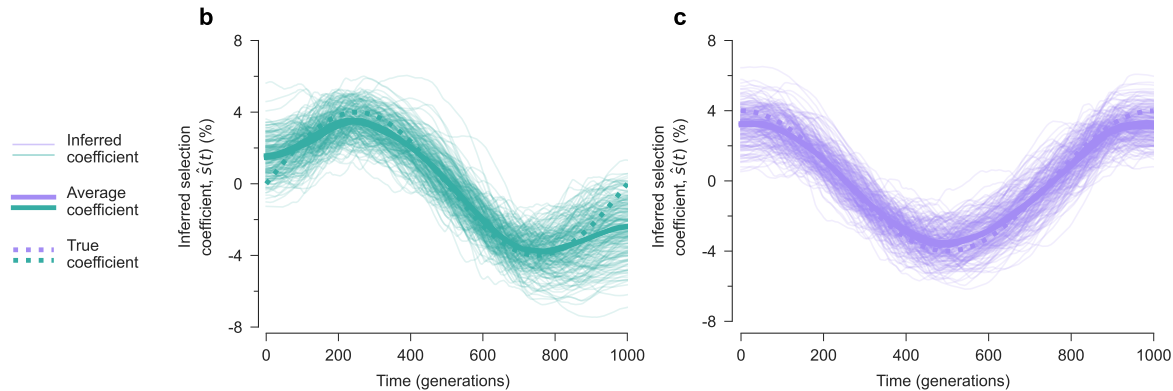 b
c
Inferred
coefficient
Average
coefficient
True
coefficient
Inferred selection
coefficient, ŝ(t) (%)
8
4
0
-4
-8
0
200
400
600
800
1000
Time (generations)
Inferred selection
coefficient, ŝ(t) (%)
8
4
0
-4
-8
0
200
400
600
800
1000
Time (generations)